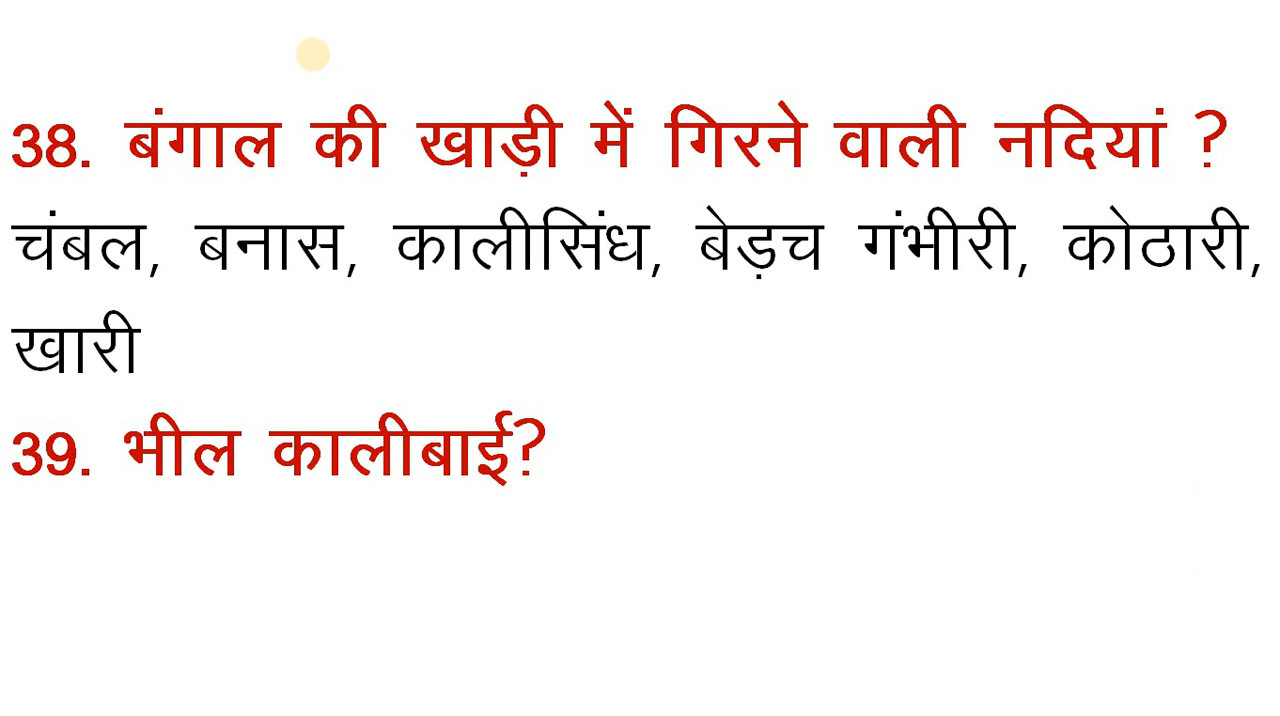 38. बंगाल की खाड़ी में गिरने वाली नदियां ?
चंबल, बनास, कालीसिंध, बेड़च गंभीरी, कोठारी,
खारी
39. भील कालीबाई?